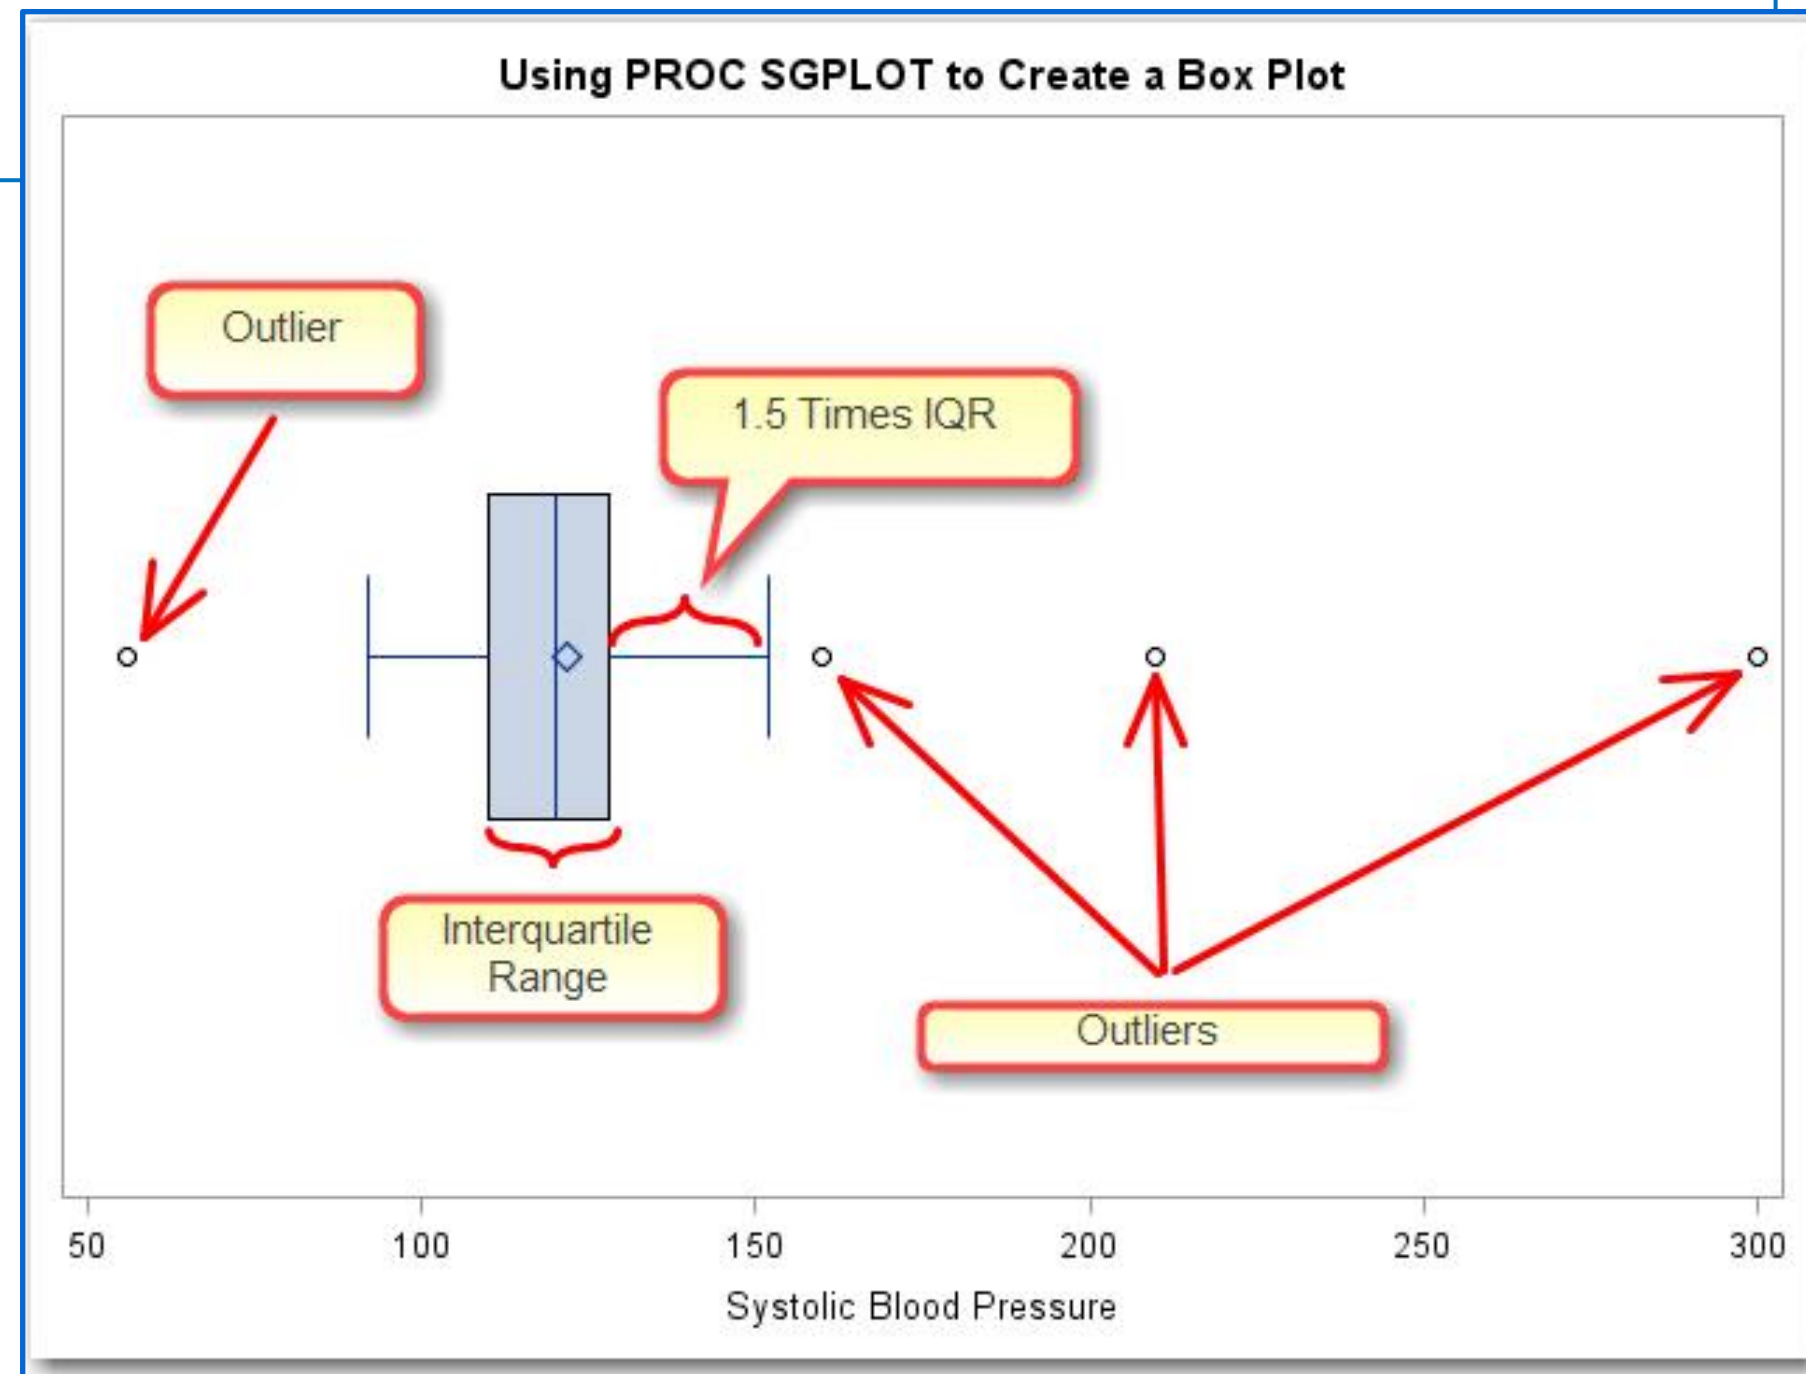 Using PROC SGPLOT to Create a Box Plot
Outlier
1.5 Times IQR
Interquartile
Range
Outliers
50 100 150 200 250 300
Systolic Blood Pressure